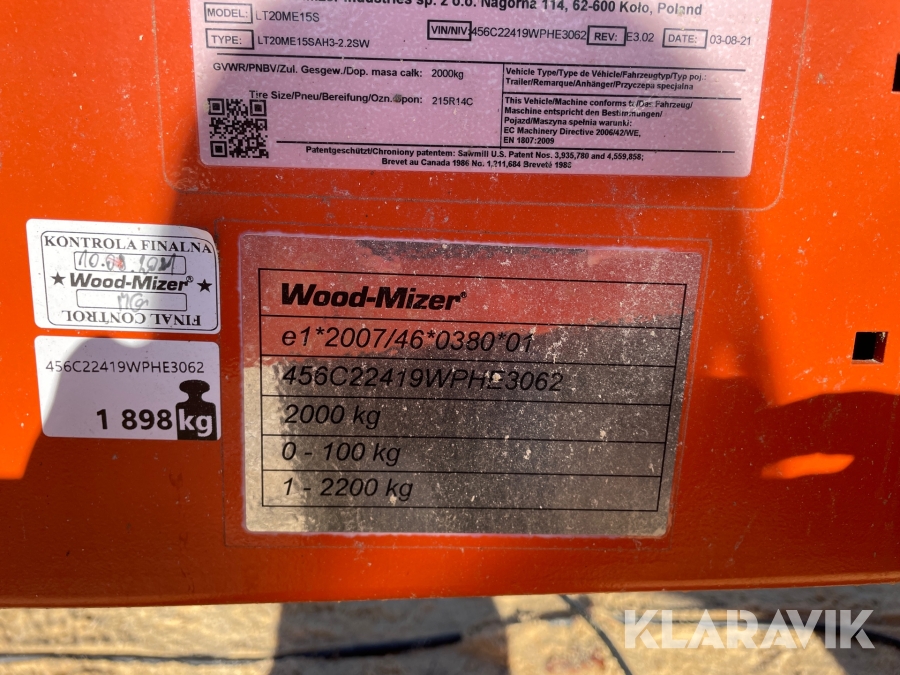 Industries sp. z o.o. Nagórna 114, 62-600 Koło, Poland
MODEL: LT20ME15S VIN/NIV: 456C22419WPHE3062 REV: E3.02 DATE: 03-08-21
TYPE: LT20ME15SAH3-2.2SW
GVWR/PNBV/Zul. Gesgew./Dop. masa całk: 2000kg
Tire Size/Pneu/Bereifung/Ozn. opon: 215R14C
Vehicle Type/Type de Véhicle/Fahrzeugtyp/Typ poj.:
Trailer/Remarque/Anhänger/Przyczepa specjalna
This Vehicle/Machine conforms to/Das Fahrzeug/
Maschine entspricht den Bestimmungen/
Pojazd/Maszyna spełnia warunki:
EC Machinery Directive 2006/42/WE,
EN 1807:2009
Patentgeschützt/Chroniony patentem: Sawmill U.S. Patent Nos. 3,935,780 and 4,559,858;
Brevet au Canada 1986 No. 1,211,684 Breveté 1986
KONTROLA FINALNA
Wood-Mizer®
FINAL CONTROL
456C22419WPHE3062
1 898 kg
Wood-Mizer®
e1*2007/46*0380*01
456C22419WPHE3062
2000 kg
0 - 100 kg
1 - 2200 kg
KLARAVIK